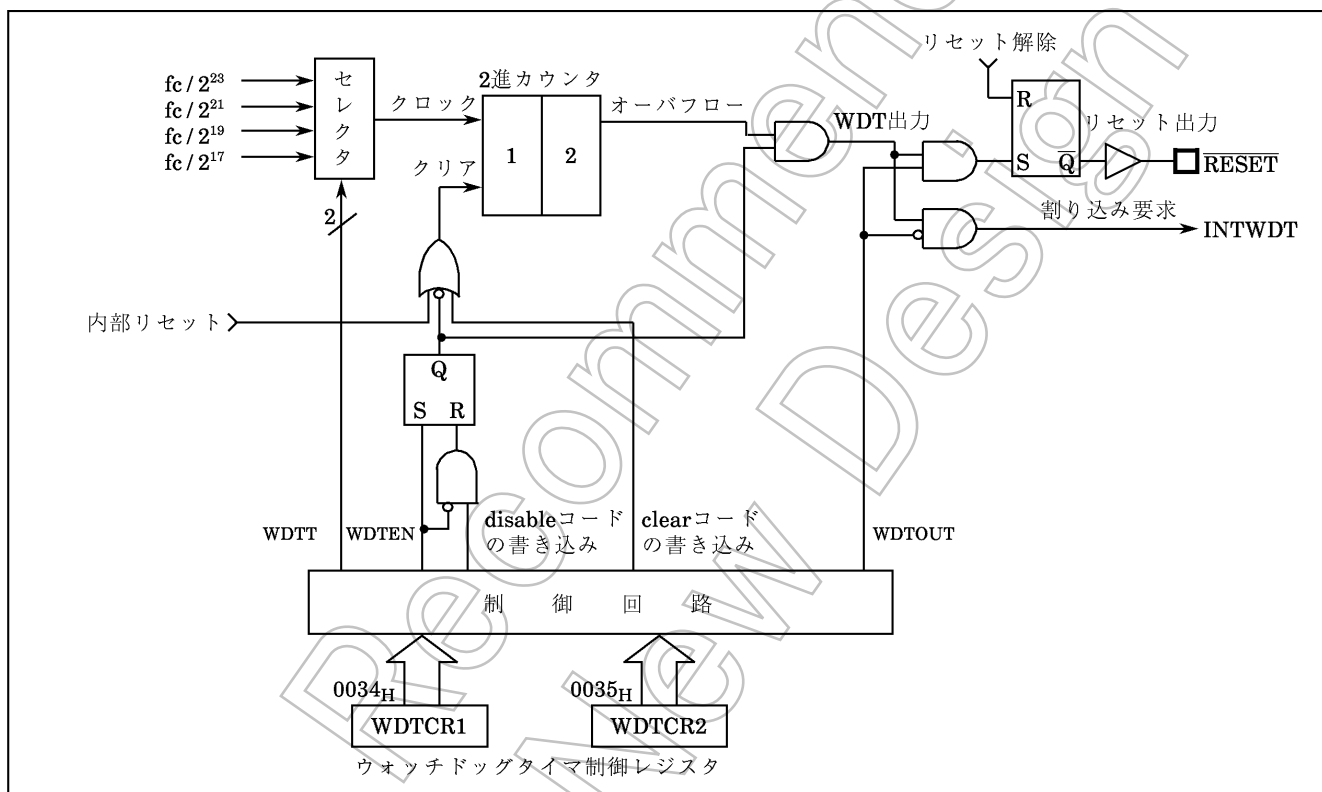 リセット解除
fc / 2²³
fc / 2²¹
fc / 2¹⁹
fc / 2¹⁷
セレクタ
クロック
2進カウンタ
1
2
オーバフロー
クリア
WDT出力
R
S
Q̅
リセット出力
R̅E̅S̅E̅T̅
割り込み要求
INTWDT
2
内部リセット
Q
S
R
WDTT
WDTEN
disableコード
の書き込み
clearコード
の書き込み
WDTOUT
制御回路
0034H
0035H
WDTCR1
WDTCR2
ウォッチドッグタイマ制御レジスタ
Recommen
New Design